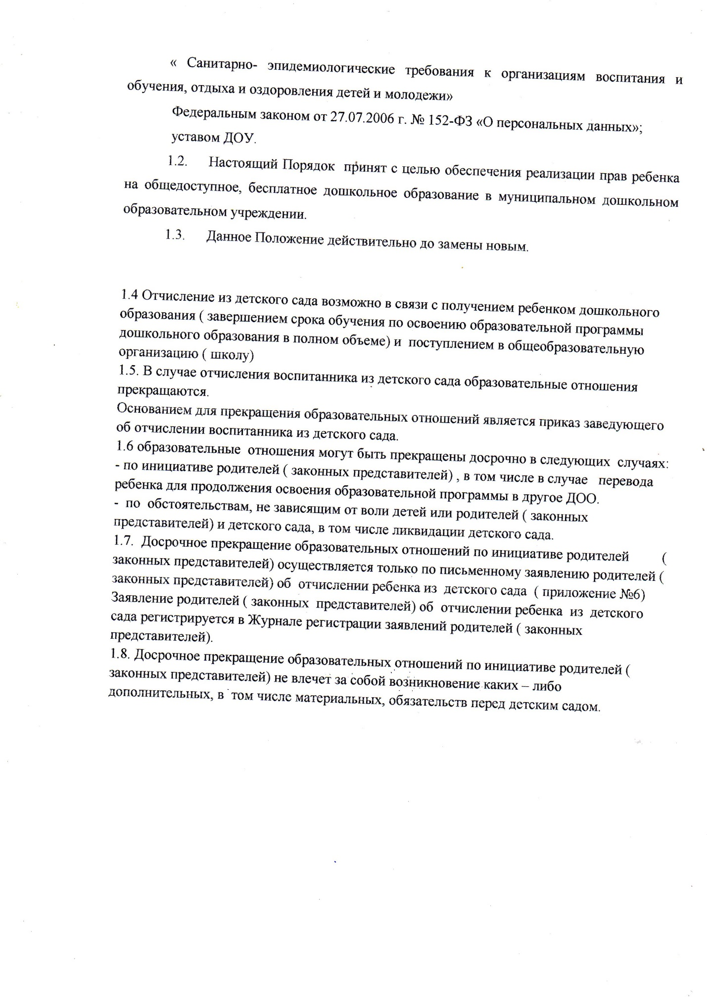 « Санитарно- эпидемиологические требования к организациям воспитания и
обучения, отдыха и оздоровления детей и молодежи»
Федеральным законом от 27.07.2006 г. № 152-ФЗ «О персональных данных»;
уставом ДОУ.
1.2. Настоящий Порядок принят с целью обеспечения реализации прав ребенка
на общедоступное, бесплатное дошкольное образование в муниципальном дошкольном
образовательном учреждении.
1.3. Данное Положение действительно до замены новым.
1.4 Отчисление из детского сада возможно в связи с получением ребенком дошкольного
образования ( завершением срока обучения по освоению образовательной программы
дошкольного образования в полном объеме) и поступлением в общеобразовательную
организацию ( школу)
1.5. В случае отчисления воспитанника из детского сада образовательные отношения
прекращаются.
Основанием для прекращения образовательных отношений является приказ заведующего
об отчислении воспитанника из детского сада.
1.6 образовательные отношения могут быть прекращены досрочно в следующих случаях:
- по инициативе родителей ( законных представителей) , в том числе в случае перевода
ребенка для продолжения освоения образовательной программы в другое ДОО.
- по обстоятельствам, не зависящим от воли детей или родителей ( законных
представителей) и детского сада, в том числе ликвидации детского сада.
1.7. Досрочное прекращение образовательных отношений по инициативе родителей (
законных представителей) осуществляется только по письменному заявлению родителей (
законных представителей) об отчислении ребенка из детского сада ( приложение №6)
Заявление родителей ( законных представителей) об отчислении ребенка из детского
сада регистрируется в Журнале регистрации заявлений родителей ( законных
представителей).
1.8. Досрочное прекращение образовательных отношений по инициативе родителей (
законных представителей) не влечет за собой возникновение каких – либо
дополнительных, в том числе материальных, обязательств перед детским садом.